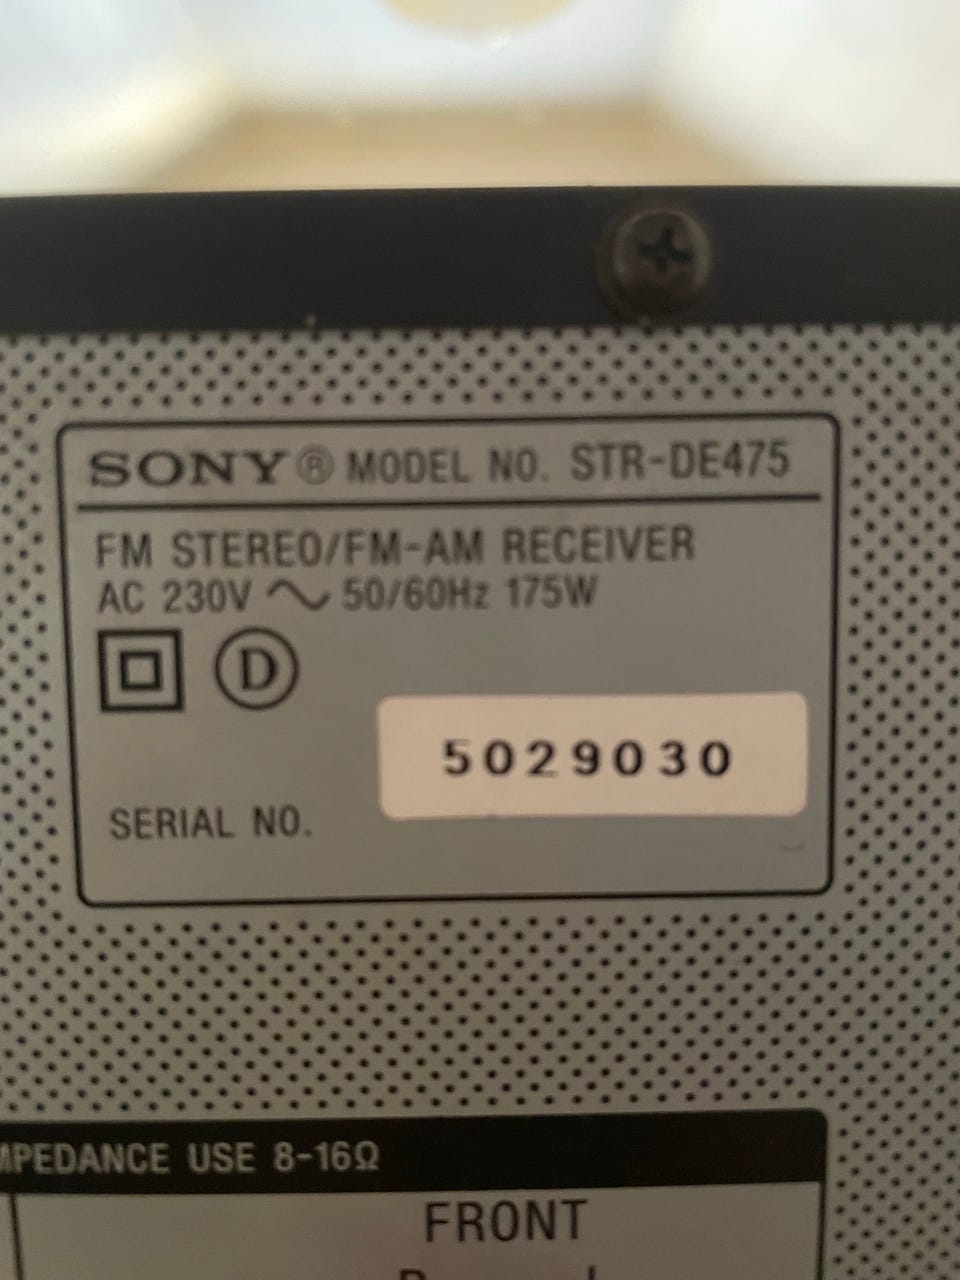 SONY® MODEL NO. STR-DE475
FM STEREO/FM-AM RECEIVER
AC 230V ~ 50/60Hz 175W
D
5029030
SERIAL NO.
USE 8-16Ω
FRONT